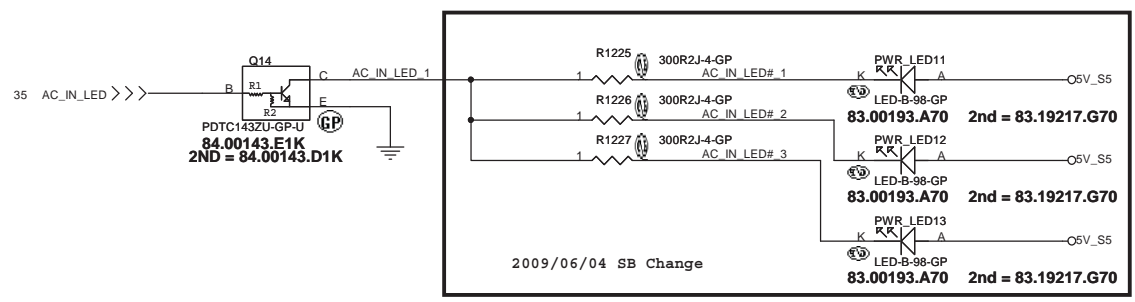 35 AC_IN_LED
Q14
B
R1
R2
C
E
GP
PDTC143ZU-GP-U
84.00143.E1K
2ND = 84.00143.D1K
AC_IN_LED_1
R1225
1
300R2J-4-GP
AC_IN_LED#_1
R1226
1
300R2J-4-GP
AC_IN_LED#_2
R1227
1
300R2J-4-GP
AC_IN_LED#_3
PWR_LED11
K
A
5V_S5
LED-B-98-GP
83.00193.A70 2nd = 83.19217.G70
PWR_LED12
K
A
5V_S5
LED-B-98-GP
83.00193.A70 2nd = 83.19217.G70
PWR_LED13
K
A
5V_S5
LED-B-98-GP
83.00193.A70 2nd = 83.19217.G70
2009/06/04 SB Change